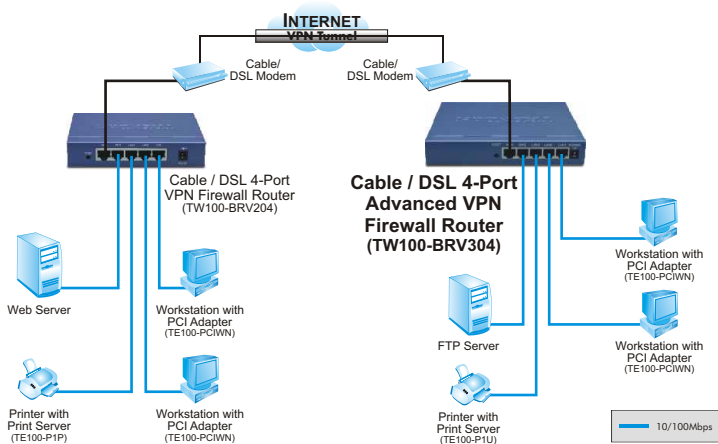 INTERNET
VPN Tunnel
Cable/
DSL Modem
Cable/
DSL Modem
Cable / DSL 4-Port
VPN Firewall Router
(TW100-BRV204)
Cable / DSL 4-Port
Advanced VPN
Firewall Router
(TW100-BRV304)
Web Server
Workstation with
PCI Adapter
(TE100-PCIWN)
Printer with
Print Server
(TE100-P1P)
Workstation with
PCI Adapter
(TE100-PCIWN)
FTP Server
Workstation with
PCI Adapter
(TE100-PCIWN)
Workstation with
PCI Adapter
(TE100-PCIWN)
Printer with
Print Server
(TE100-P1U)
10/100Mbps